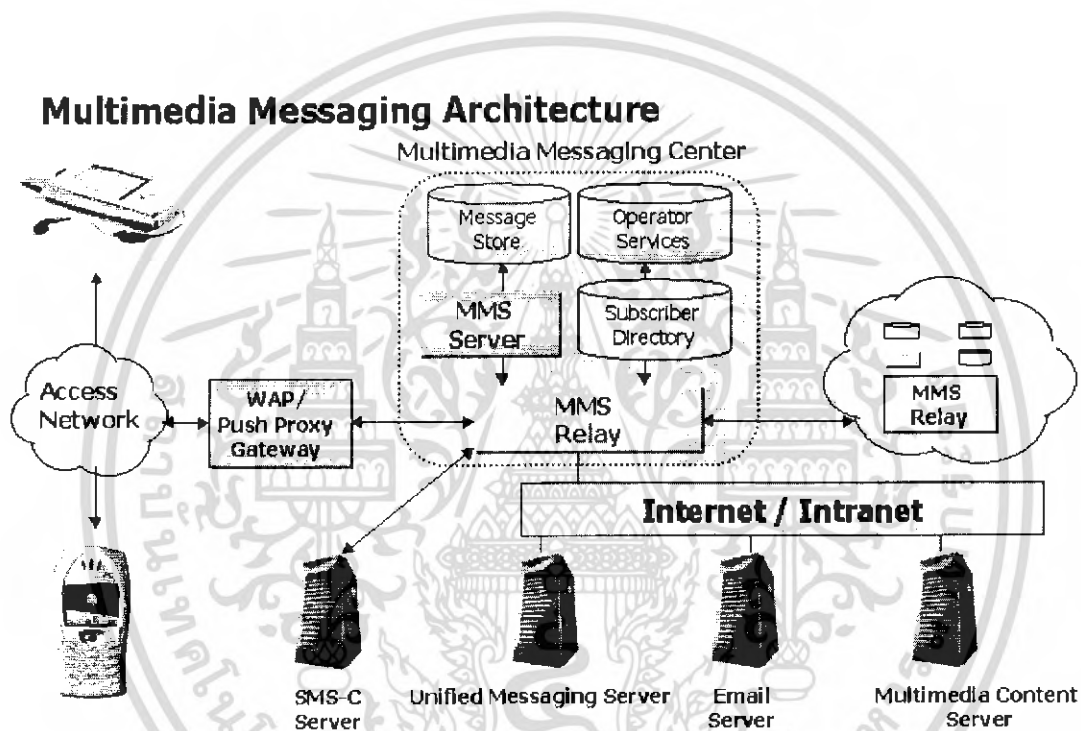 Multimedia Messaging Architecture
Multimedia Messaging Center
Message
Store
Operator
Services
MMS
Server
Subscriber
Directory
Access
Network
WAP/
Push Proxy
Gateway
MMS
Relay
MMS
Relay
Internet / Intranet
SMS-C
Server
Unified Messaging Server
Email
Server
Multimedia Content
Server